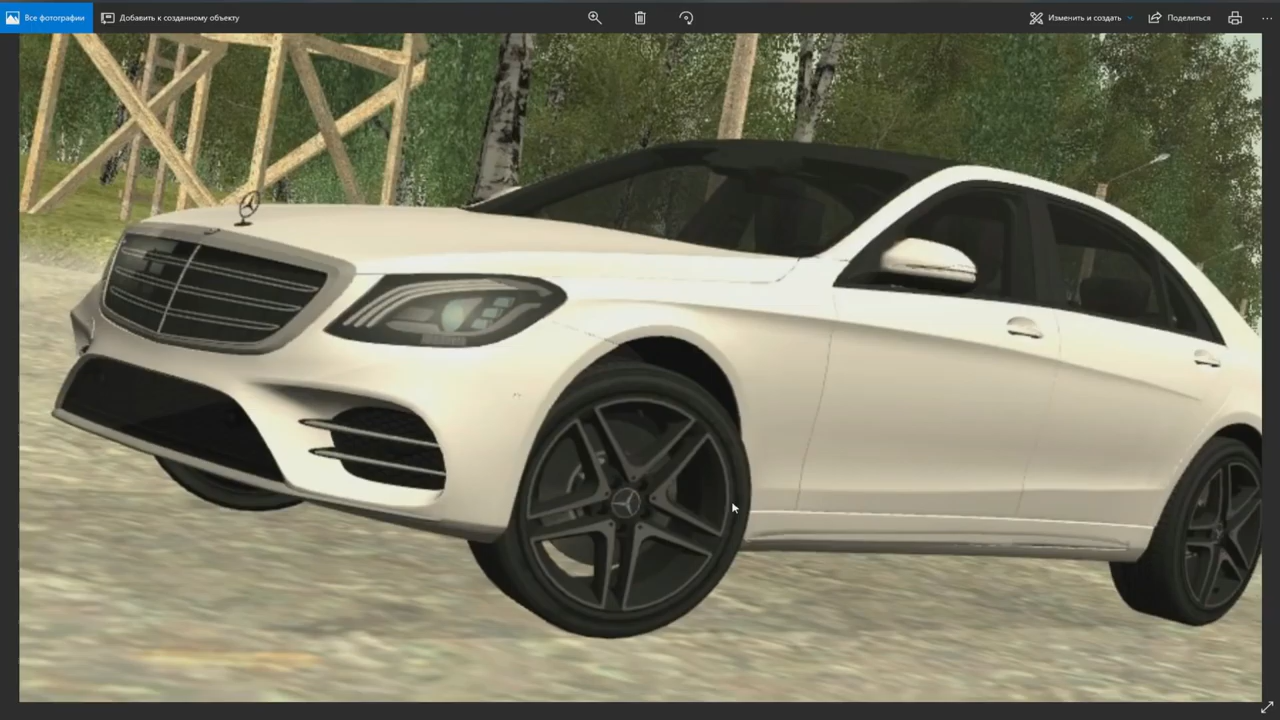 Все фотографии
Добавить к созданному объекту
Изменить и создать
Поделиться